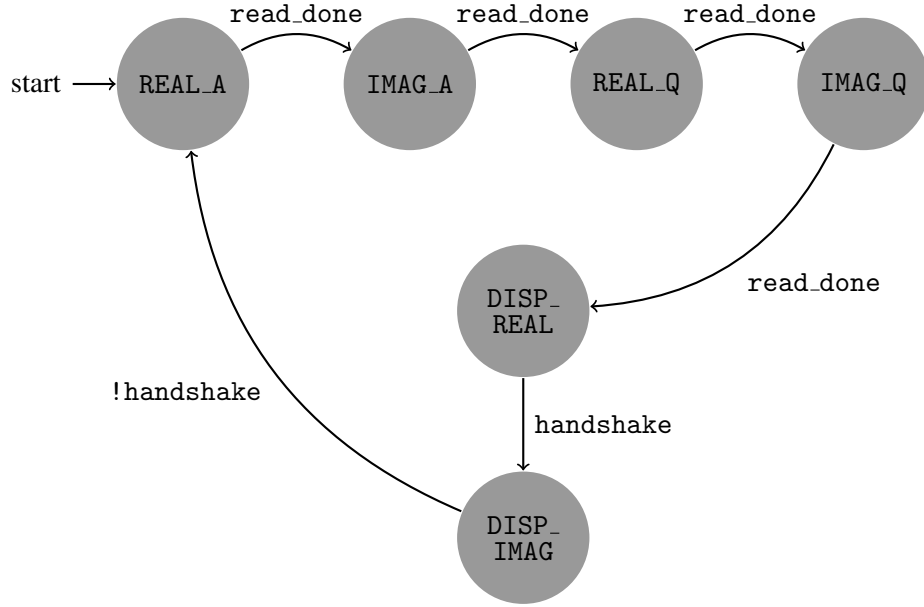 read_done
read_done
read_done
start
REAL_A
IMAG_A
REAL_Q
IMAG_Q
read_done
DISP_
REAL
!handshake
handshake
DISP_
IMAG